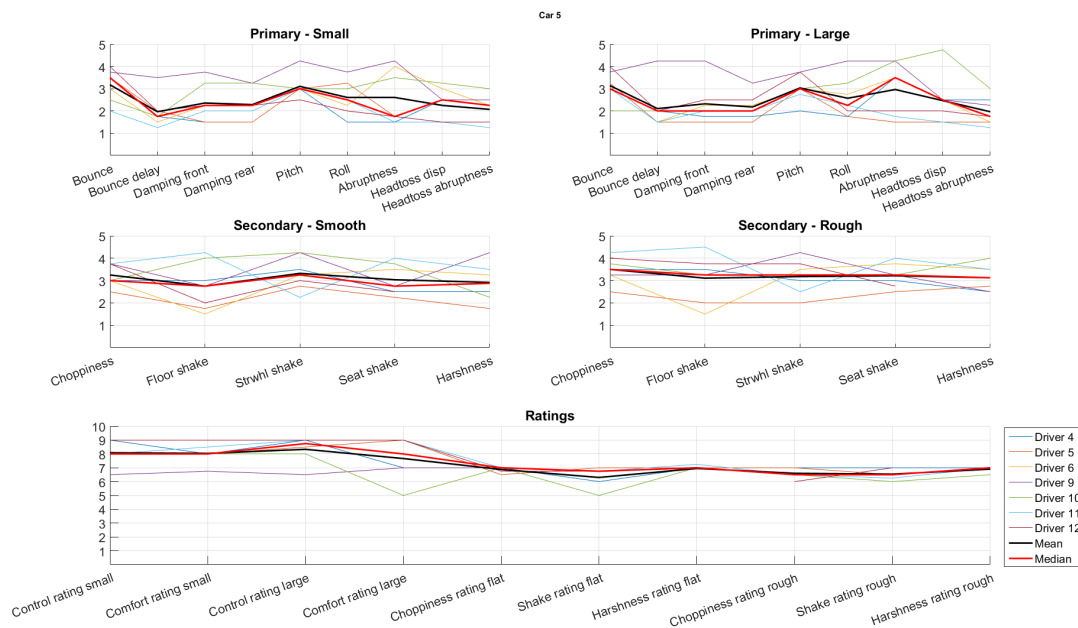 Car 5
Primary - Small
5
4
3
2
1
Bounce
Bounce delay
Damping front
Damping rear
Pitch
Roll
Abruptness
Headtoss disp
Headtoss abruptness
Primary - Large
5
4
3
2
1
Bounce
Bounce delay
Damping front
Damping rear
Pitch
Roll
Abruptness
Headtoss disp
Headtoss abruptness
Secondary - Smooth
5
4
3
2
1
Choppiness
Floor shake
Strwhl shake
Seat shake
Harshness
Secondary - Rough
5
4
3
2
1
Choppiness
Floor shake
Strwhl shake
Seat shake
Harshness
Ratings
10
9
8
7
6
5
4
3
2
1
Control rating small
Comfort rating small
Control rating large
Comfort rating large
Choppiness rating flat
Shake rating flat
Harshness rating flat
Choppiness rating rough
Shake rating rough
Harshness rating rough
Driver 4
Driver 5
Driver 6
Driver 9
Driver 10
Driver 11
Driver 12
Mean
Median